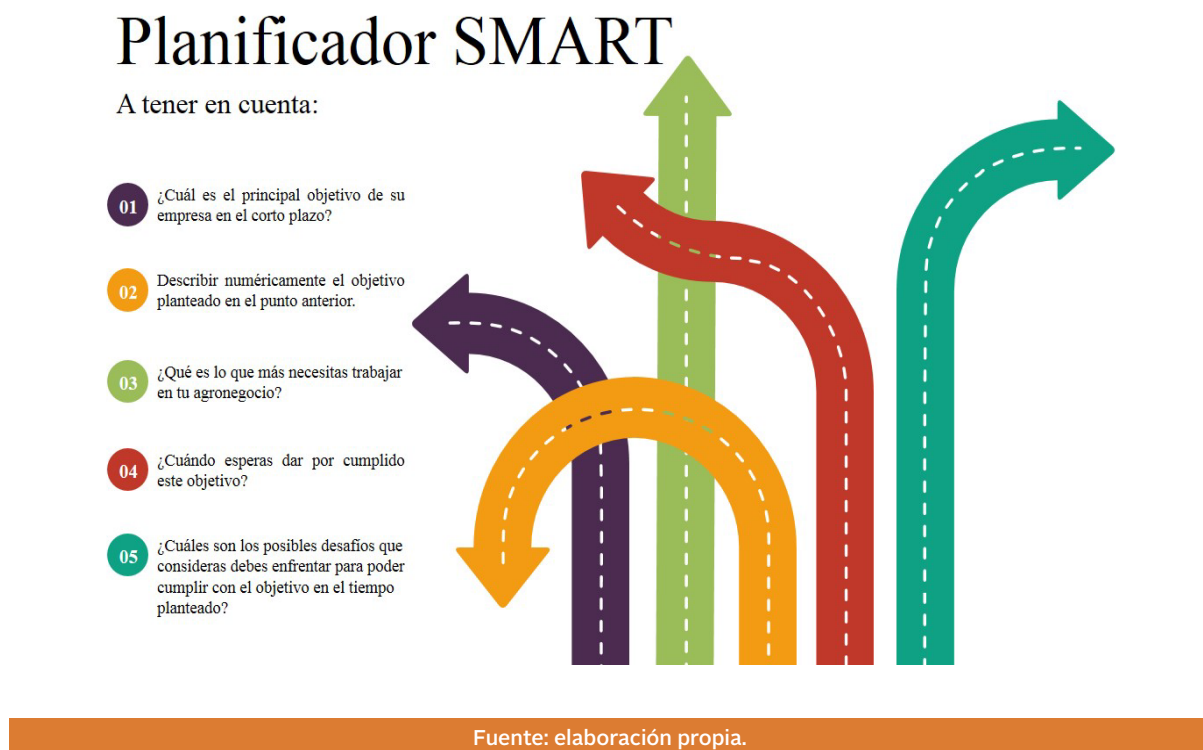 Planificador SMART
A tener en cuenta:
01
¿Cuál es el principal objetivo de su
empresa en el corto plazo?
02
Describir numéricamente el objetivo
planteado en el punto anterior.
03
¿Qué es lo que más necesitas trabajar
en tu agronegocio?
04
¿Cuándo esperas dar por cumplido
este objetivo?
05
¿Cuáles son los posibles desafíos que
consideras debes enfrentar para poder
cumplir con el objetivo en el tiempo
planteado?
Fuente: elaboración propia.